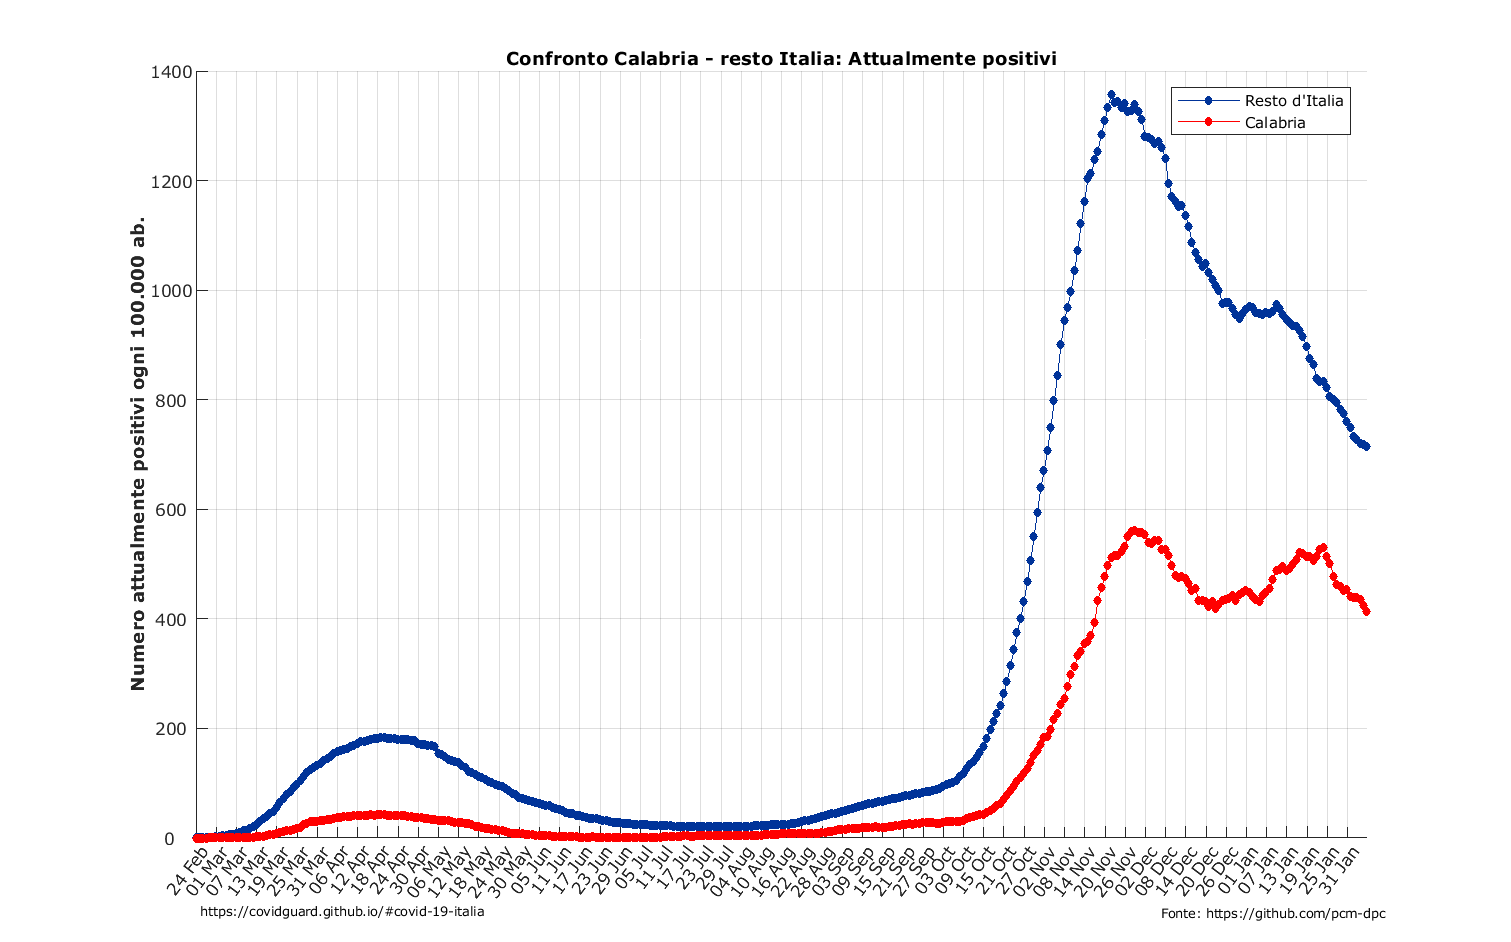 Confronto Calabria - resto Italia: Attualmente positivi
Numero attualmente positivi ogni 100.000 ab.
1400
1200
1000
800
600
400
200
0
Resto d'Italia
Calabria
24 Feb
01 Mar
07 Mar
13 Mar
19 Mar
25 Mar
31 Mar
06 Apr
12 Apr
18 Apr
24 Apr
30 Apr
06 May
12 May
18 May
24 May
30 May
05 Jun
11 Jun
17 Jun
23 Jun
29 Jun
05 Jul
11 Jul
17 Jul
23 Jul
29 Jul
04 Aug
10 Aug
16 Aug
22 Aug
28 Aug
03 Sep
09 Sep
15 Sep
21 Sep
27 Sep
03 Oct
09 Oct
15 Oct
21 Oct
27 Oct
02 Nov
08 Nov
14 Nov
20 Nov
26 Nov
02 Dec
08 Dec
14 Dec
20 Dec
26 Dec
01 Jan
07 Jan
13 Jan
19 Jan
25 Jan
31 Jan
https://covidguard.github.io/#covid-19-italia
Fonte: https://github.com/pcm-dpc